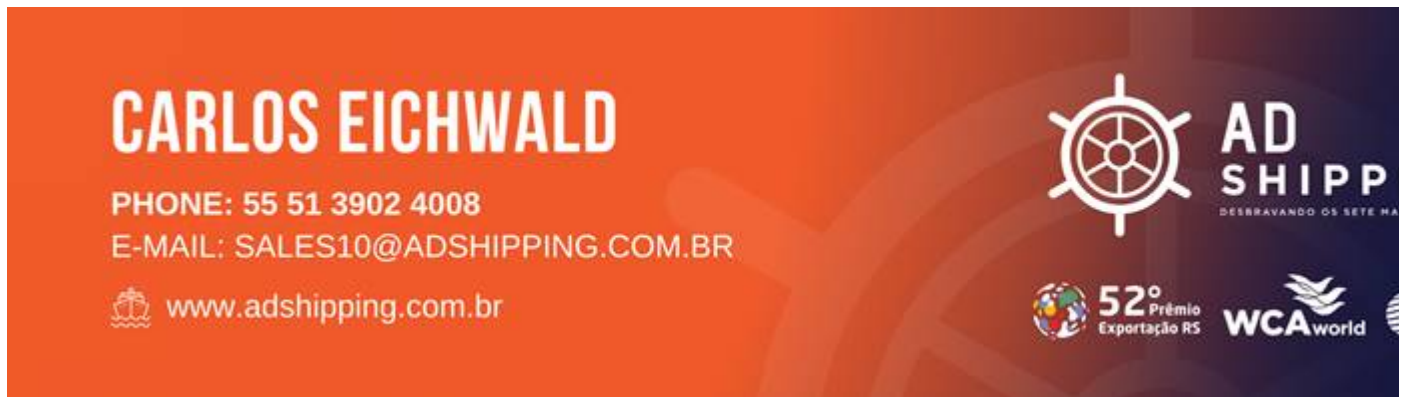 CARLOS EICHWALD
PHONE: 55 51 3902 4008
E-MAIL: SALES10@ADSHIPPING.COM.BR
www.adshipping.com.br
AD
SHIPP
DESBRAVANDO OS SETE MA
52º Prêmio
Exportação RS
WCAworld